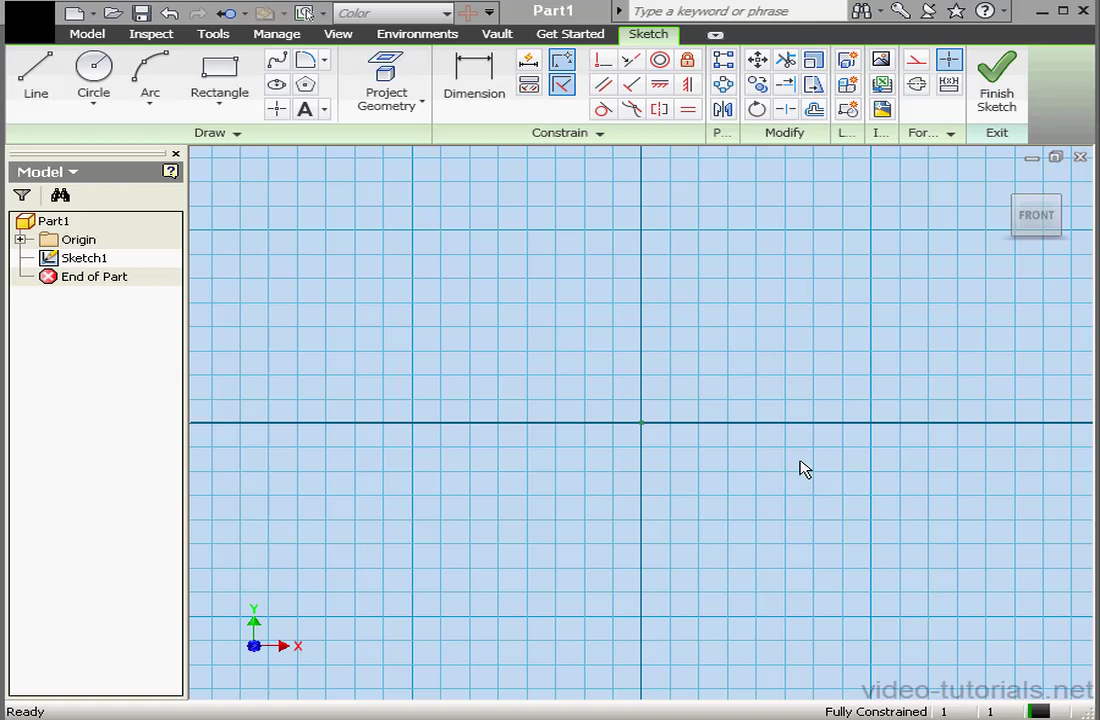 Color Part1 Type a keyword or phrase
Model Inspect Tools Manage View Environments Vault Get Started Sketch
Line Circle Arc Rectangle Project Geometry Dimension Finish Sketch
A
Draw Constrain P... Modify L... I... For... Exit
Model
Part1
Origin
Sketch1
End of Part
FRONT
Y
X
video-tutorials.net
Ready Fully Constrained 1 1